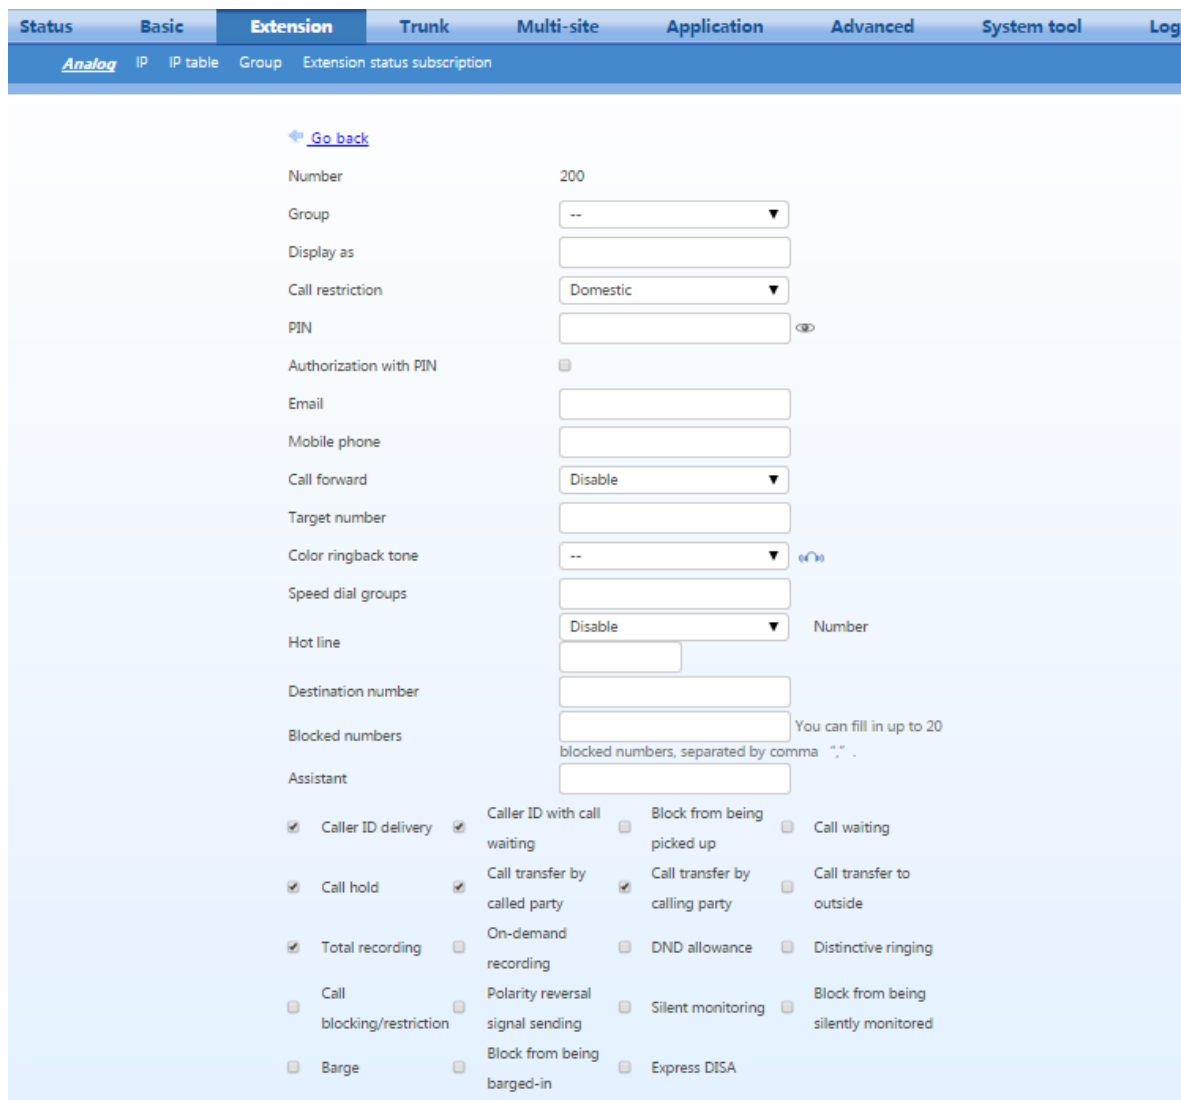 Status Basic Extension Trunk Multi-site Application Advanced System tool Log
Analog IP IP table Group Extension status subscription
Go back
Number 200
Group --
Display as
Call restriction Domestic
PIN
Authorization with PIN
Email
Mobile phone
Call forward Disable
Target number
Color ringback tone --
Speed dial groups
Hot line Disable Number
Destination number
Blocked numbers You can fill in up to 20
blocked numbers, separated by comma "," .
Assistant
Caller ID delivery Caller ID with call waiting Block from being picked up Call waiting
Call hold Call transfer by called party Call transfer by calling party Call transfer to outside
Total recording On-demand recording DND allowance Distinctive ringing
Call blocking/restriction Polarity reversal signal sending Silent monitoring Block from being silently monitored
Barge Block from being barged-in Express DISA